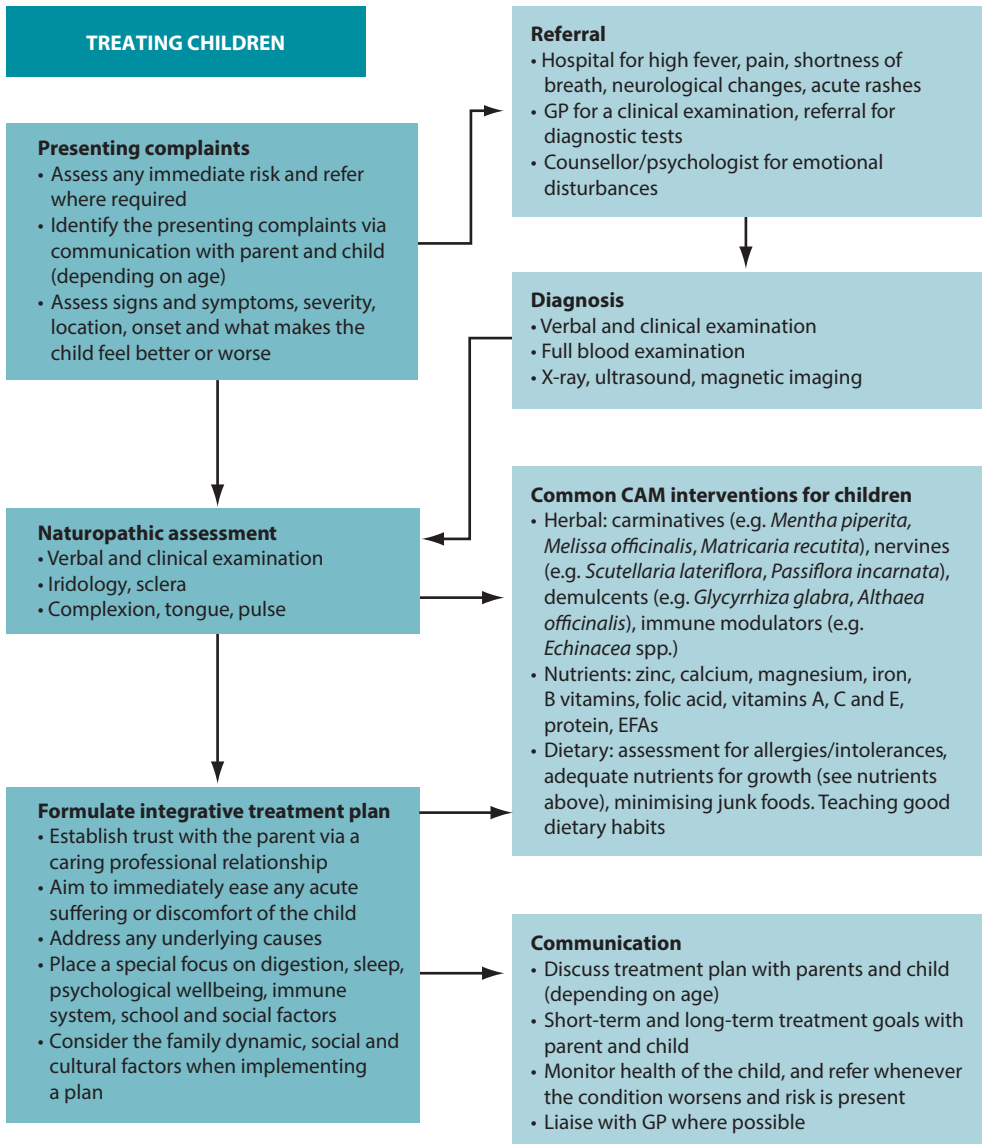 TREATING CHILDREN
Presenting complaints
• Assess any immediate risk and refer
where required
• Identify the presenting complaints via
communication with parent and child
(depending on age)
• Assess signs and symptoms, severity,
location, onset and what makes the
child feel better or worse
Referral
• Hospital for high fever, pain, shortness of
breath, neurological changes, acute rashes
• GP for a clinical examination, referral for
diagnostic tests
• Counsellor/psychologist for emotional
disturbances
Diagnosis
• Verbal and clinical examination
• Full blood examination
• X-ray, ultrasound, magnetic imaging
Naturopathic assessment
• Verbal and clinical examination
• Iridology, sclera
• Complexion, tongue, pulse
Common CAM interventions for children
• Herbal: carminatives (e.g. Mentha piperita,
Melissa officinalis, Matricaria recutita), nervines
(e.g. Scutellaria lateriflora, Passiflora incarnata),
demulcents (e.g. Glycyrrhiza glabra, Althaea
officinalis), immune modulators (e.g.
Echinacea spp.)
• Nutrients: zinc, calcium, magnesium, iron,
B vitamins, folic acid, vitamins A, C and E,
protein, EFAs
• Dietary: assessment for allergies/intolerances,
adequate nutrients for growth (see nutrients
above), minimising junk foods. Teaching good
dietary habits
Formulate integrative treatment plan
• Establish trust with the parent via a
caring professional relationship
• Aim to immediately ease any acute
suffering or discomfort of the child
• Address any underlying causes
• Place a special focus on digestion, sleep,
psychological wellbeing, immune
system, school and social factors
• Consider the family dynamic, social and
cultural factors when implementing
a plan
Communication
• Discuss treatment plan with parents and child
(depending on age)
• Short-term and long-term treatment goals with
parent and child
• Monitor health of the child, and refer whenever
the condition worsens and risk is present
• Liaise with GP where possible